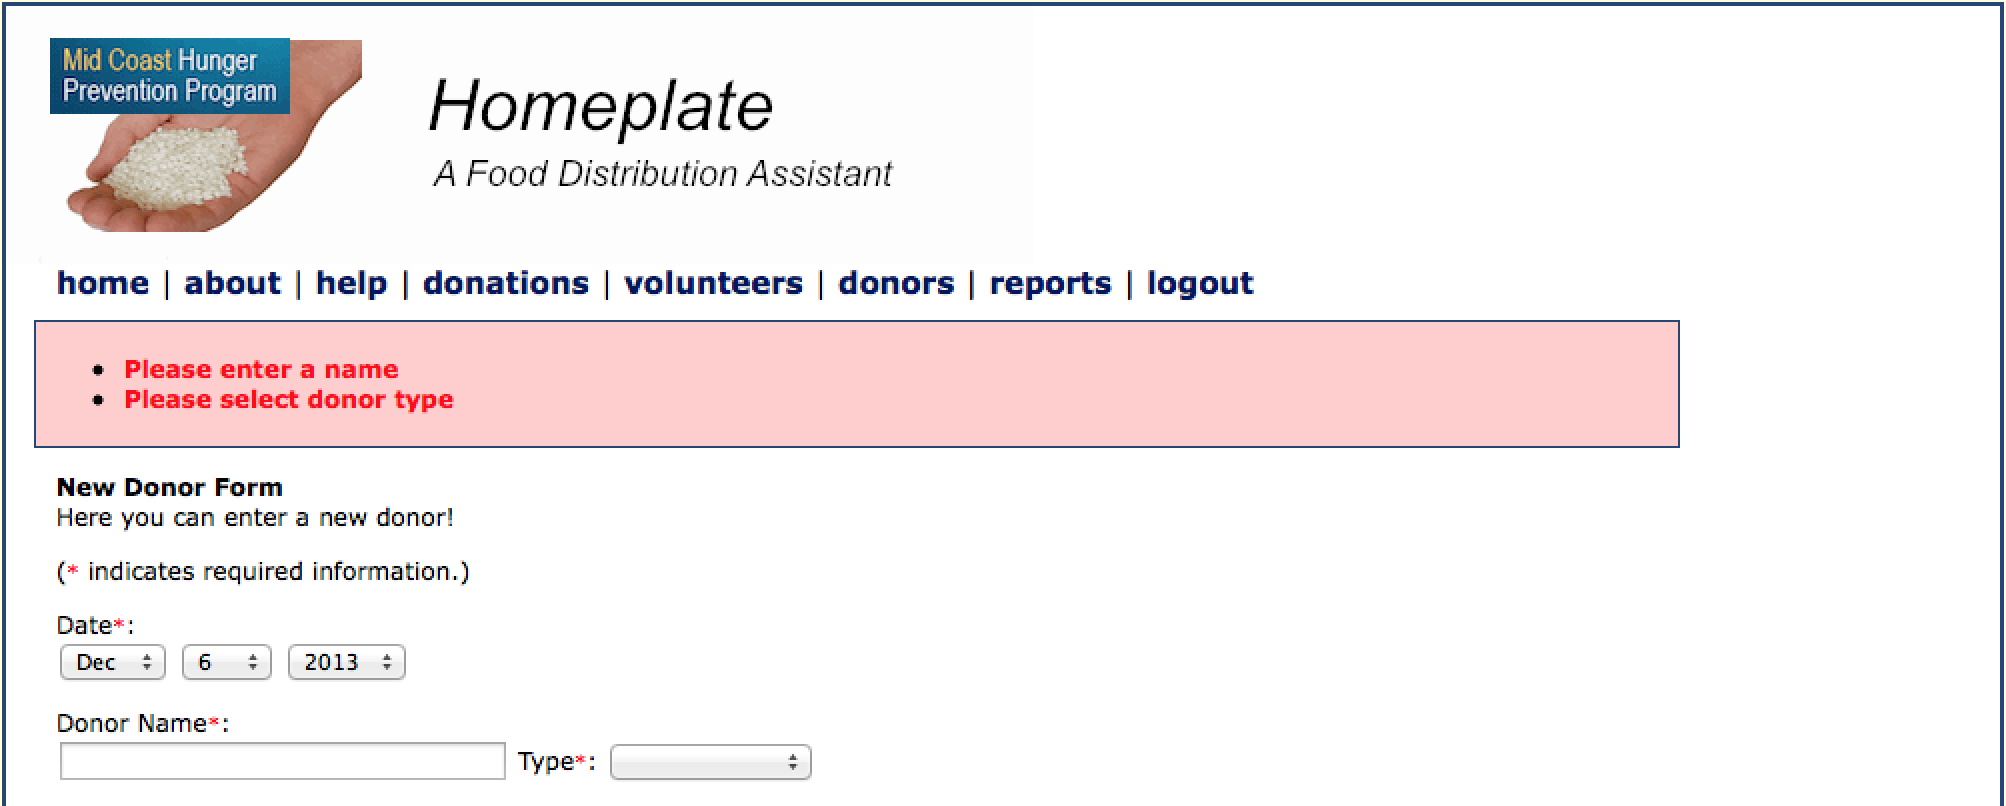 Mid Coast Hunger
Prevention Program
Homeplate
A Food Distribution Assistant
home | about | help | donations | volunteers | donors | reports | logout
• Please enter a name
• Please select donor type
New Donor Form
Here you can enter a new donor!
(* indicates required information.)
Date*:
Dec 6 2013
Donor Name*:
Type*: